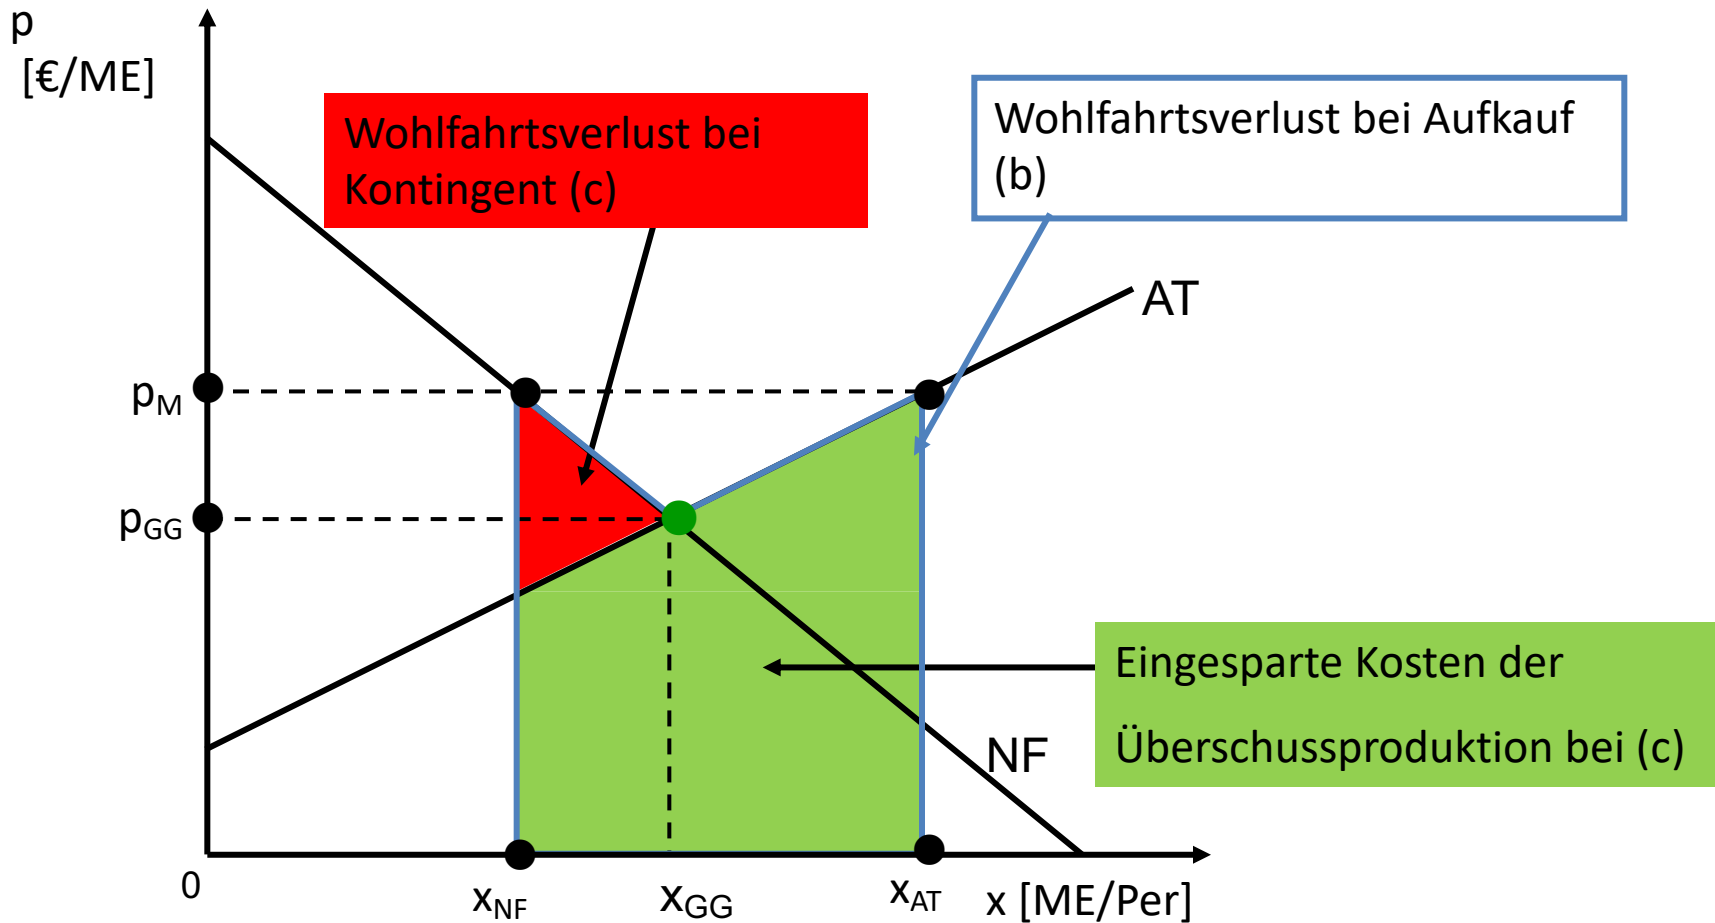 p
[€/ME]
Wohlfahrtsverlust bei
Kontingent (c)
Wohlfahrtsverlust bei Aufkauf
(b)
AT
pM
pGG
Eingesparte Kosten der
Überschussproduktion bei (c)
NF
0
xNF
xGG
xAT
x [ME/Per]